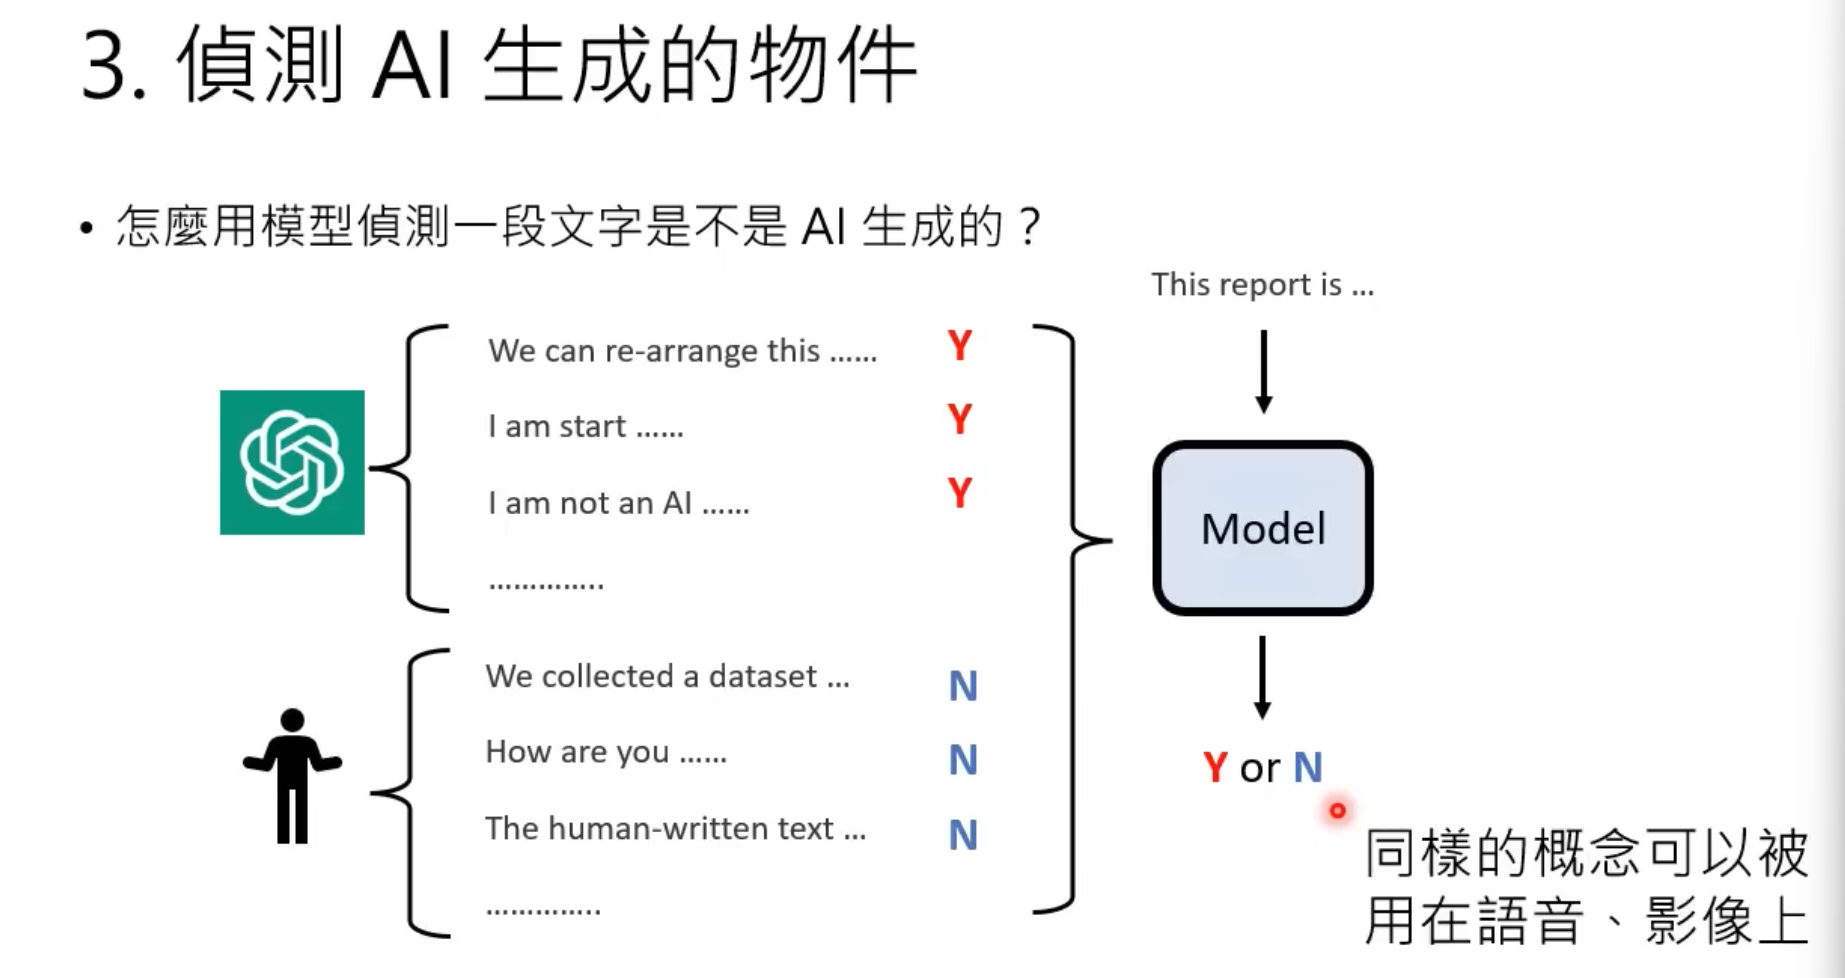 3. 偵測 AI 生成的物件
• 怎麼用模型偵測一段文字是不是 AI 生成的？
We can re-arrange this …… Y
I am start …… Y
I am not an AI …… Y
…………..
We collected a dataset … N
How are you …… N
The human-written text … N
…………..
This report is …
Model
Y or N
同樣的概念可以被
用在語音、影像上